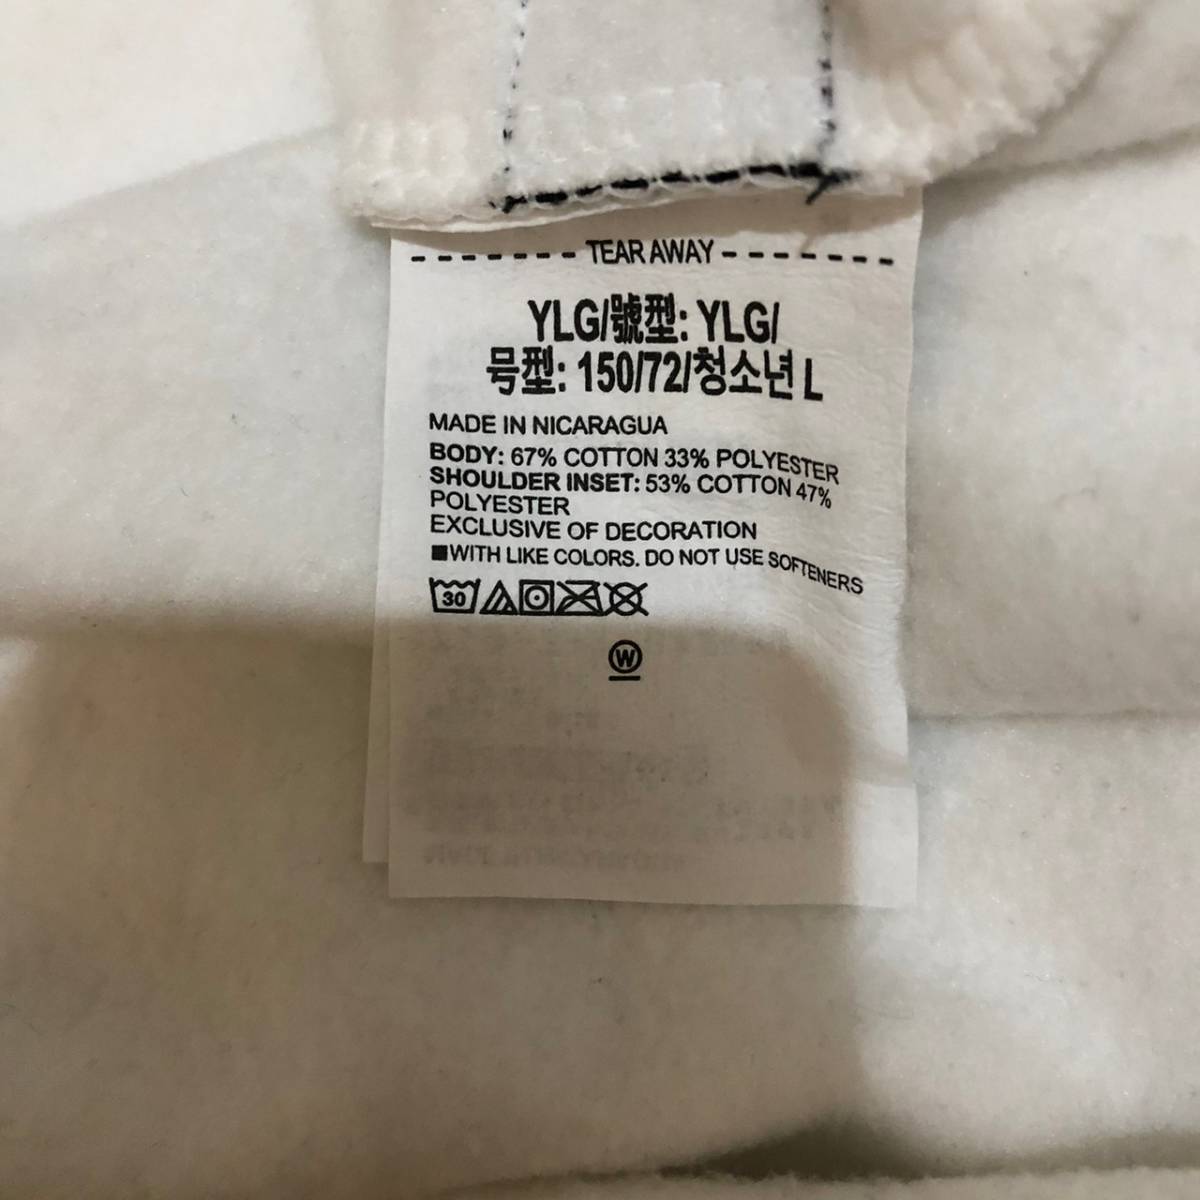 TEAR AWAY
YLG/號型: YLG/
号型: 150/72/청소년 L
MADE IN NICARAGUA
BODY: 67% COTTON 33% POLYESTER
SHOULDER INSET: 53% COTTON 47%
POLYESTER
EXCLUSIVE OF DECORATION
■WITH LIKE COLORS. DO NOT USE SOFTENERS
30
W